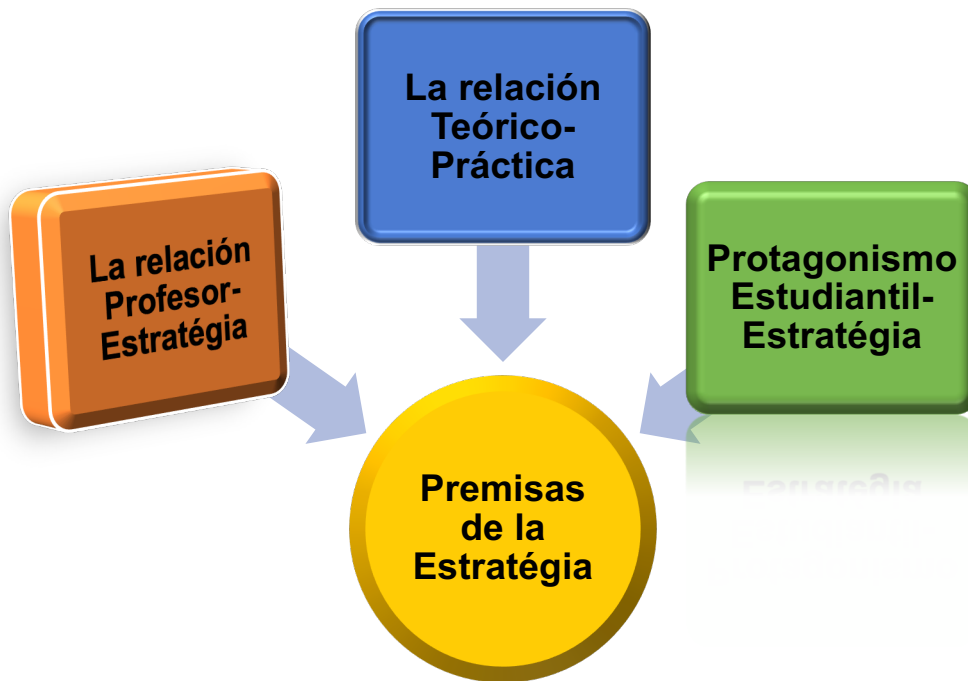 La relación
Teórico-
Práctica
La relación
Profesor-
Estratégia
Protagonismo
Estudiantil-
Estratégia
Premisas
de la
Estratégia